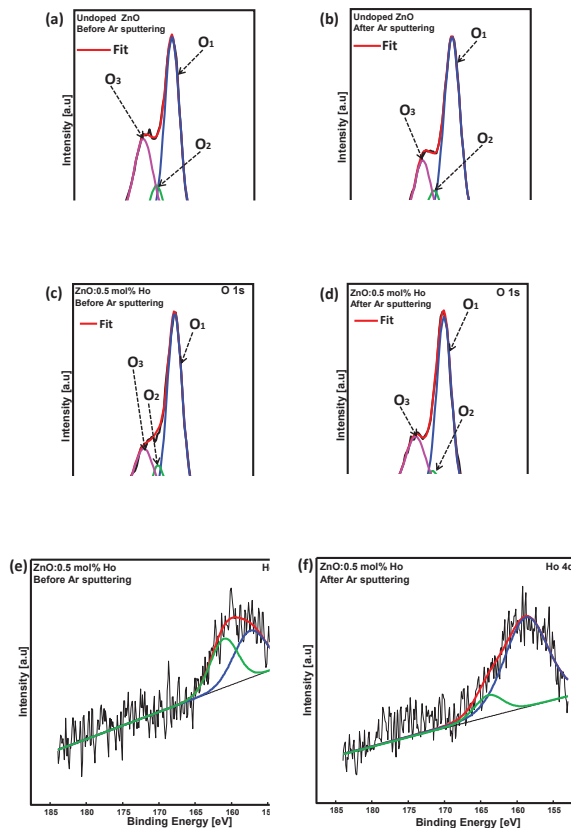 (a)
Undoped ZnO
Before Ar sputtering
Fit
O1
O3
O2
Intensity [a.u]
(b)
Undoped ZnO
After Ar sputtering
Fit
O1
O3
O2
Intensity [a.u]
(c)
ZnO:0.5 mol% Ho
Before Ar sputtering
O 1s
Fit
O1
O3
O2
Intensity [a.u]
(d)
ZnO:0.5 mol% Ho
After Ar sputtering
O 1s
Fit
O1
O3
O2
Intensity [a.u]
(e)
ZnO:0.5 mol% Ho
Before Ar sputtering
Intensity [a.u]
185 180 175 170 165 160
Binding Energy [eV]
(f)
ZnO:0.5 mol% Ho
After Ar sputtering
Ho
Intensity [a.u]
185 180 175 170 165 160 155
Binding Energy [eV]